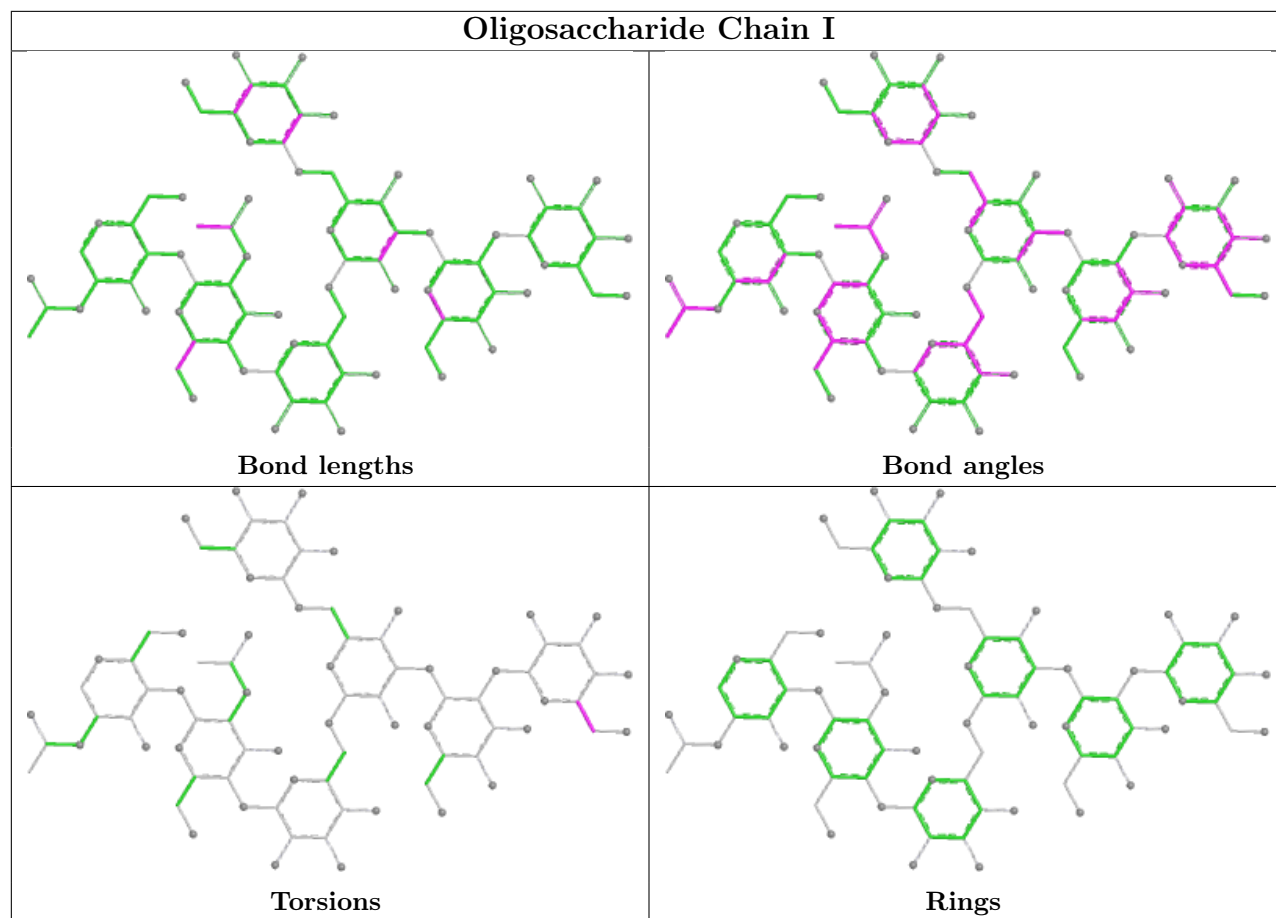 Oligosaccharide Chain I
Bond lengths
Bond angles
Torsions
Rings